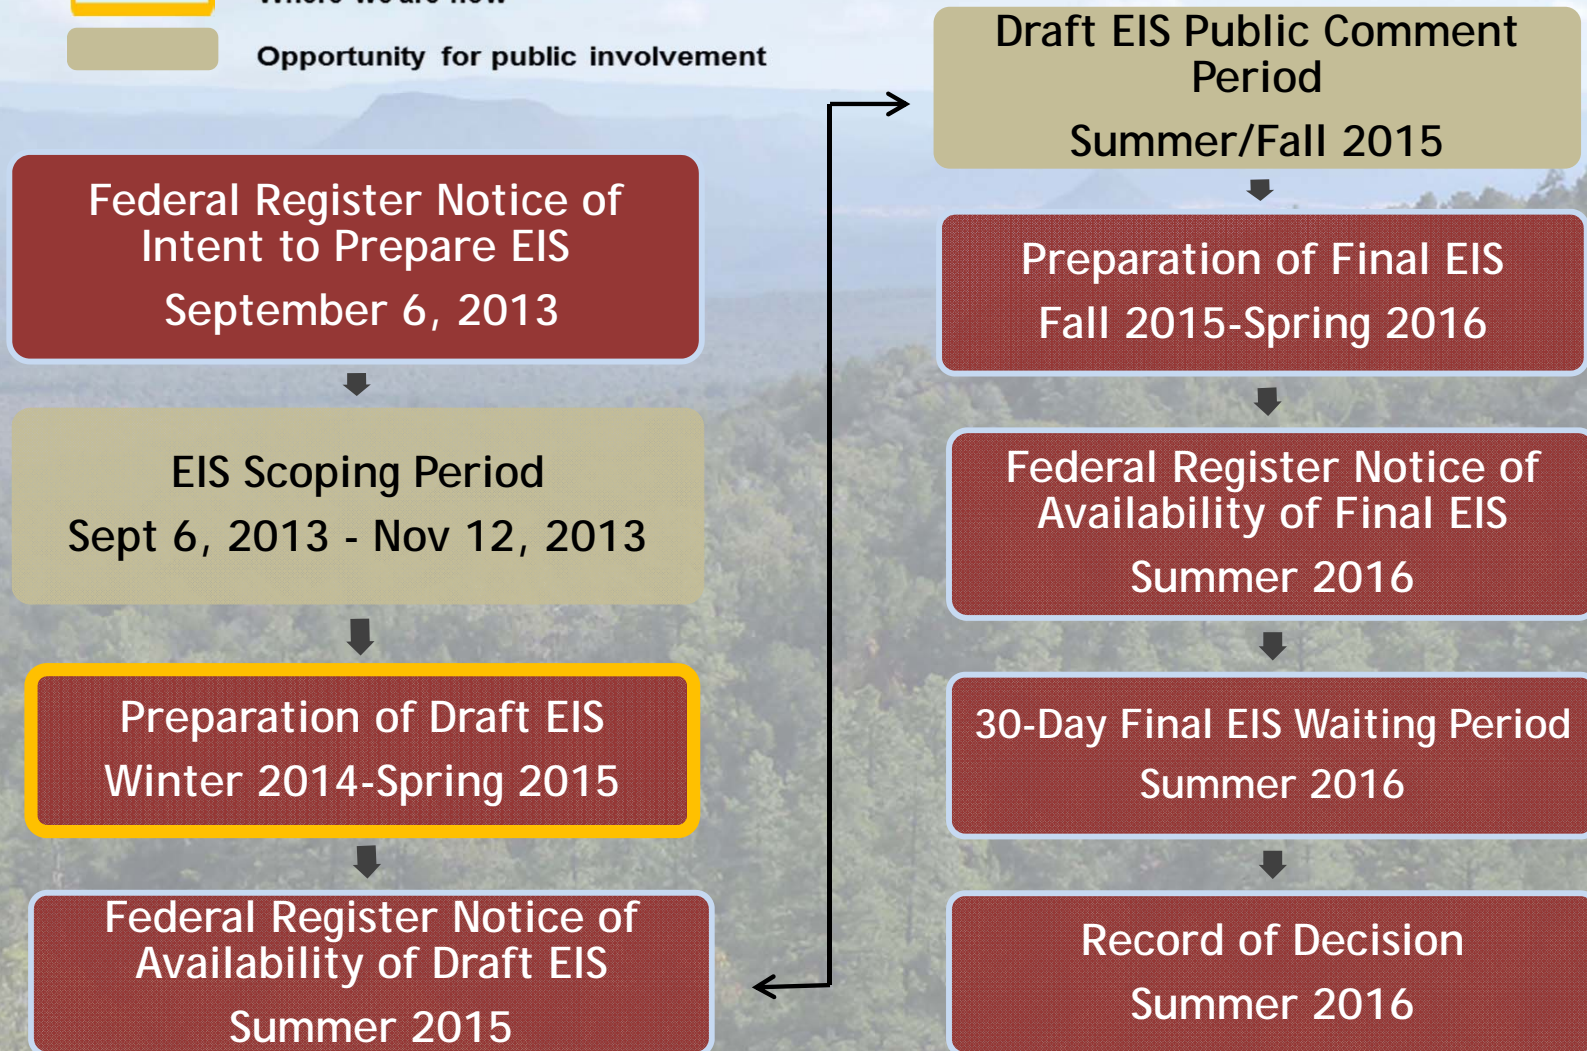 Where we are now
Opportunity for public involvement
Federal Register Notice of
Intent to Prepare EIS
September 6, 2013
EIS Scoping Period
Sept 6, 2013 - Nov 12, 2013
Preparation of Draft EIS
Winter 2014-Spring 2015
Federal Register Notice of
Availability of Draft EIS
Summer 2015
Draft EIS Public Comment
Period
Summer/Fall 2015
Preparation of Final EIS
Fall 2015-Spring 2016
Federal Register Notice of
Availability of Final EIS
Summer 2016
30-Day Final EIS Waiting Period
Summer 2016
Record of Decision
Summer 2016